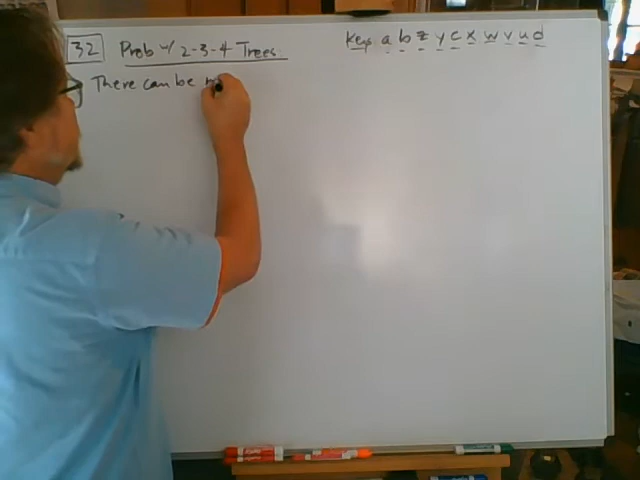 32 Prob w/ 2-3-4 Trees.
Keys a b z y c x w v u d
There can be